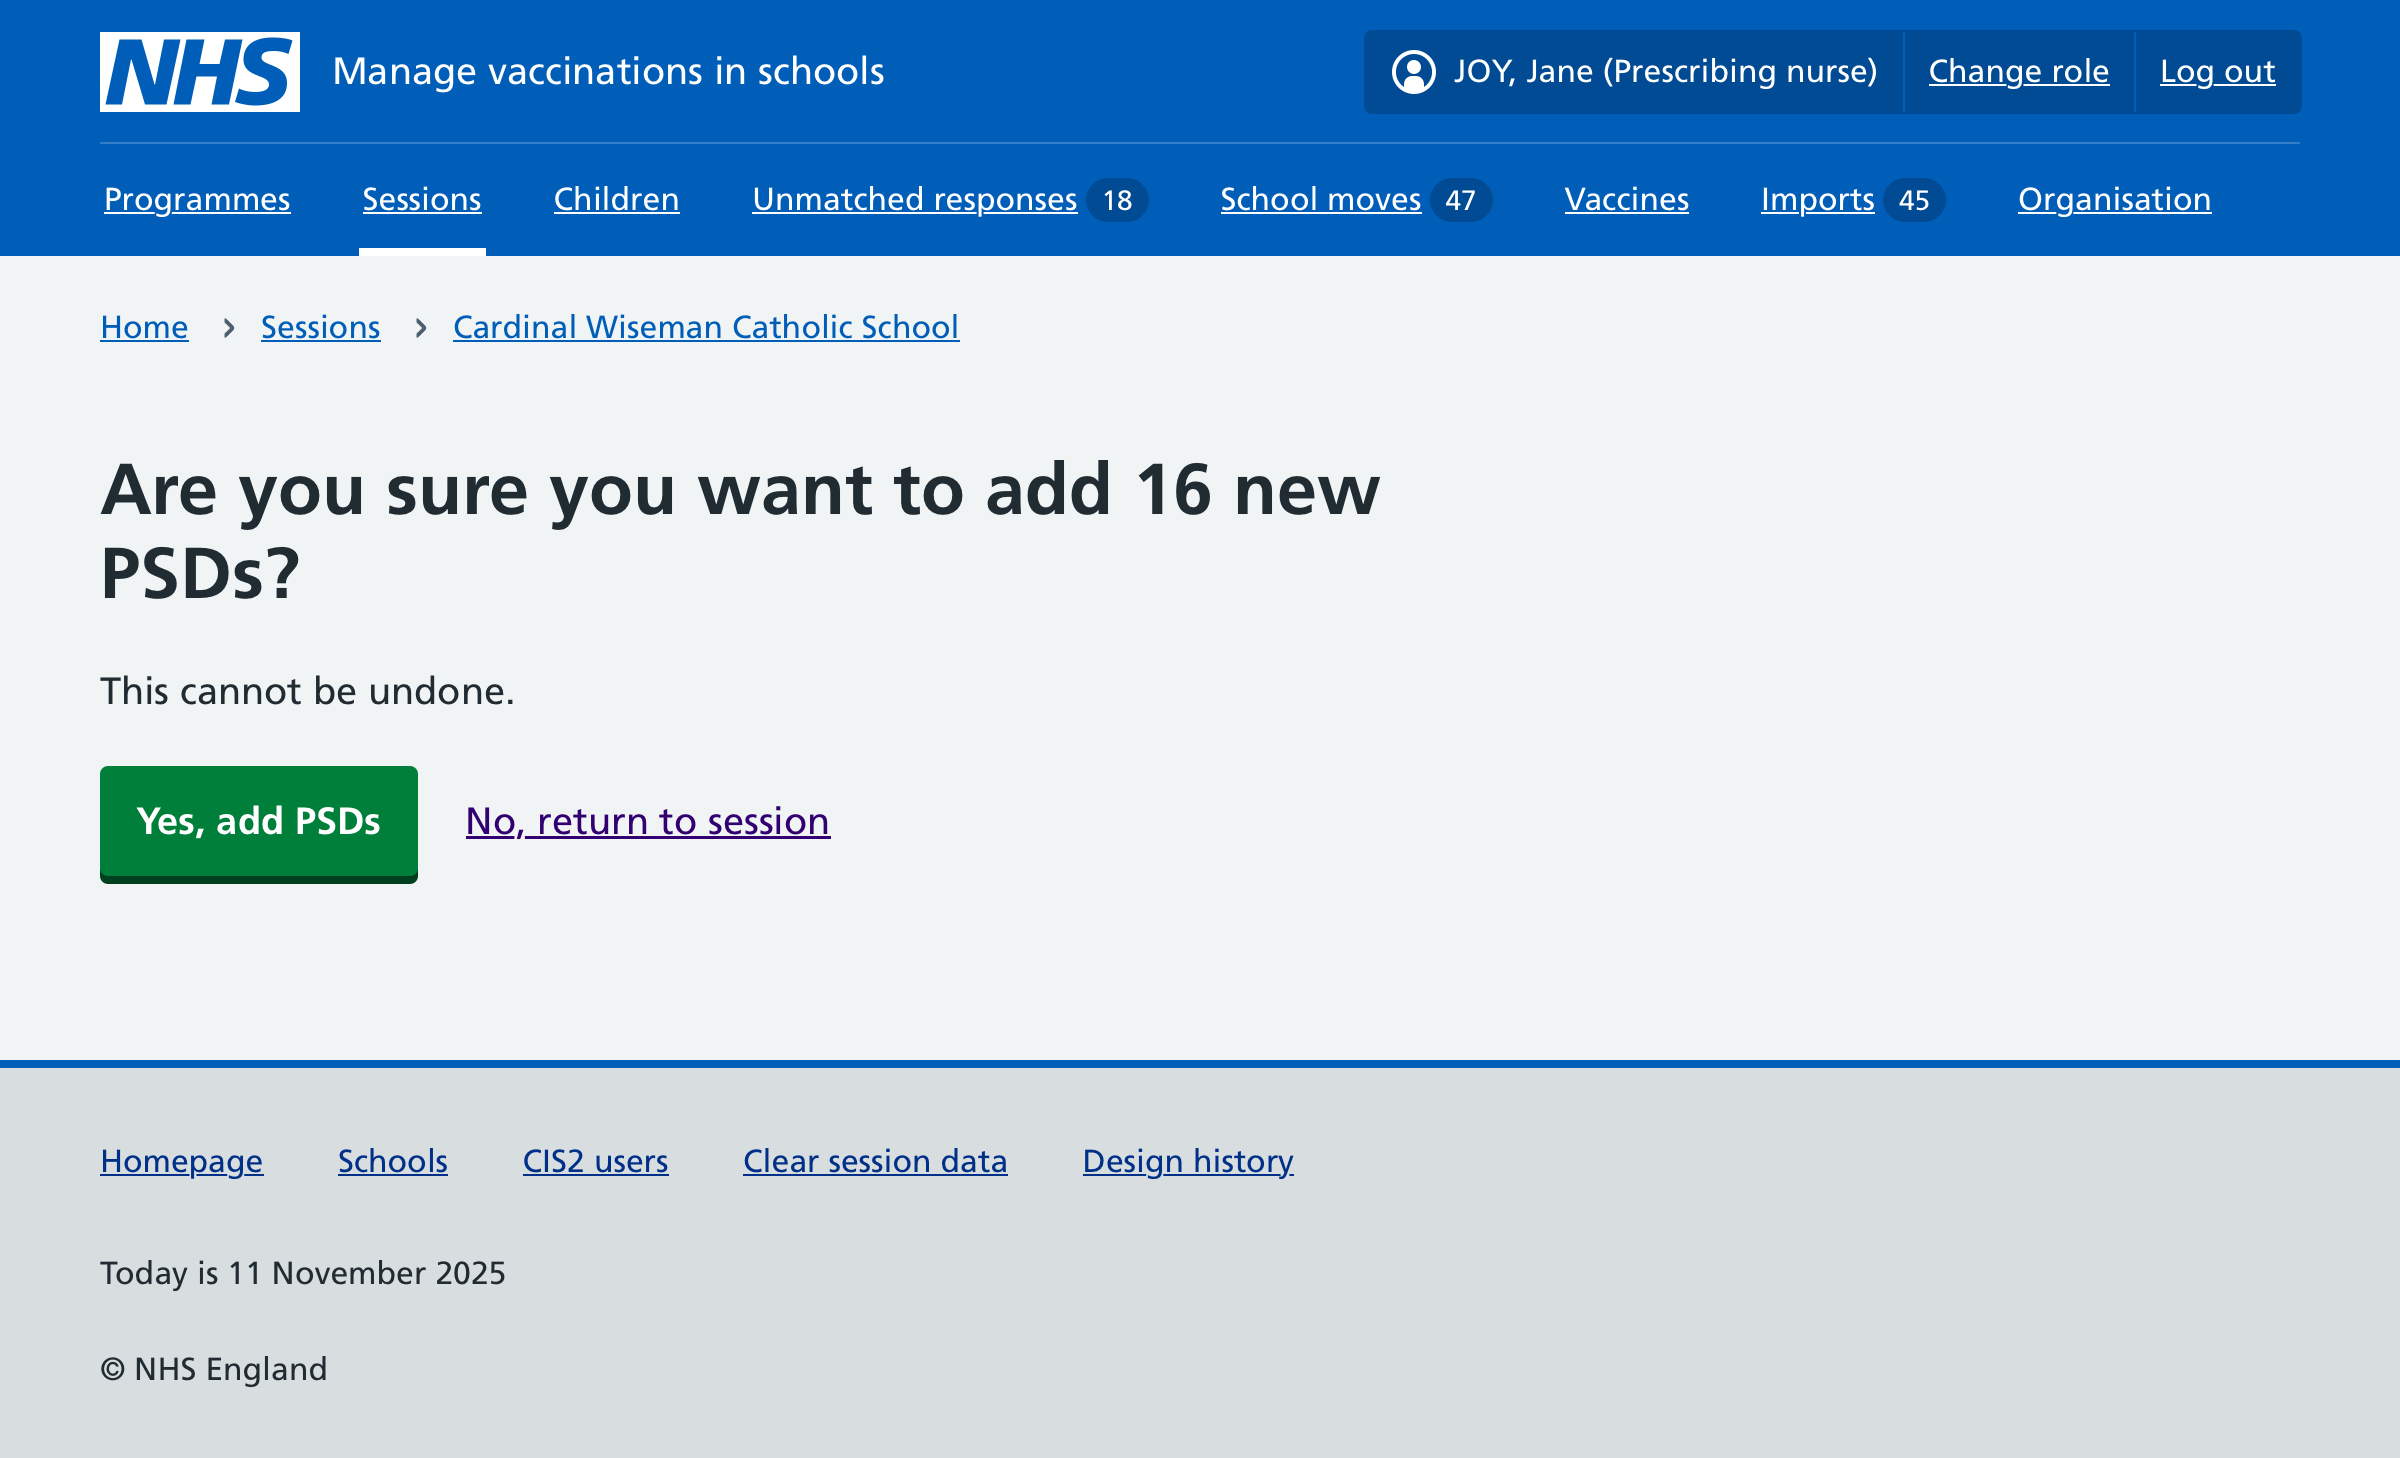 NHS Manage vaccinations in schools JOY, Jane (Prescribing nurse) Change role Log out
Programmes Sessions Children Unmatched responses 18 School moves 47 Vaccines Imports 45 Organisation
Home › Sessions › Cardinal Wiseman Catholic School
Are you sure you want to add 16 new
PSDs?
This cannot be undone.
Yes, add PSDs No, return to session
Homepage Schools CIS2 users Clear session data Design history
Today is 11 November 2025
© NHS England